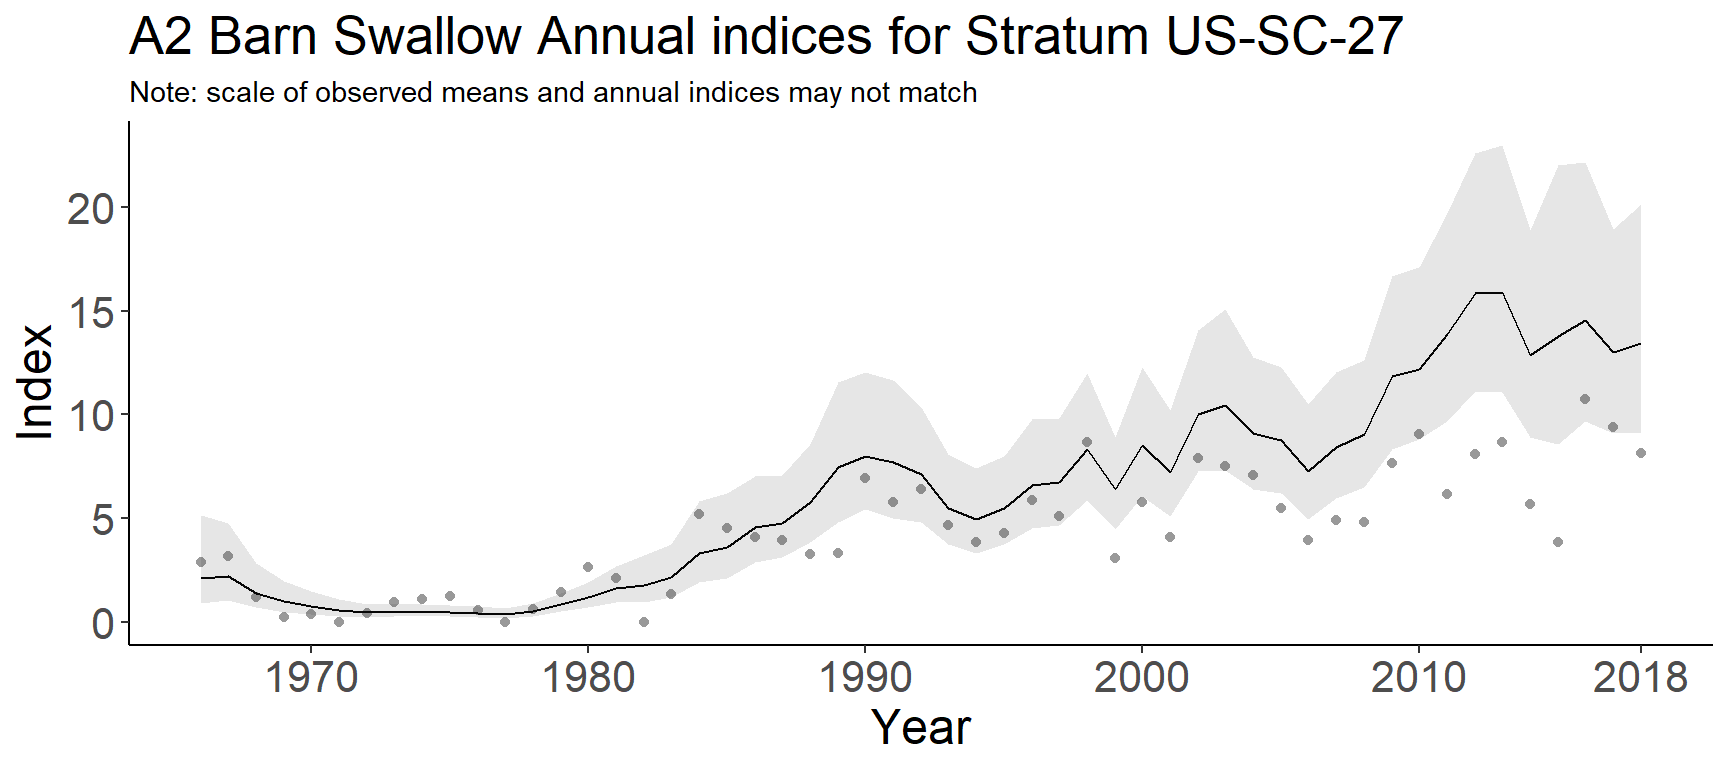 A2 Barn Swallow Annual indices for Stratum US-SC-27
Note: scale of observed means and annual indices may not match
Index
20
15
10
5
0
1970 1980 1990 2000 2010 2018
Year